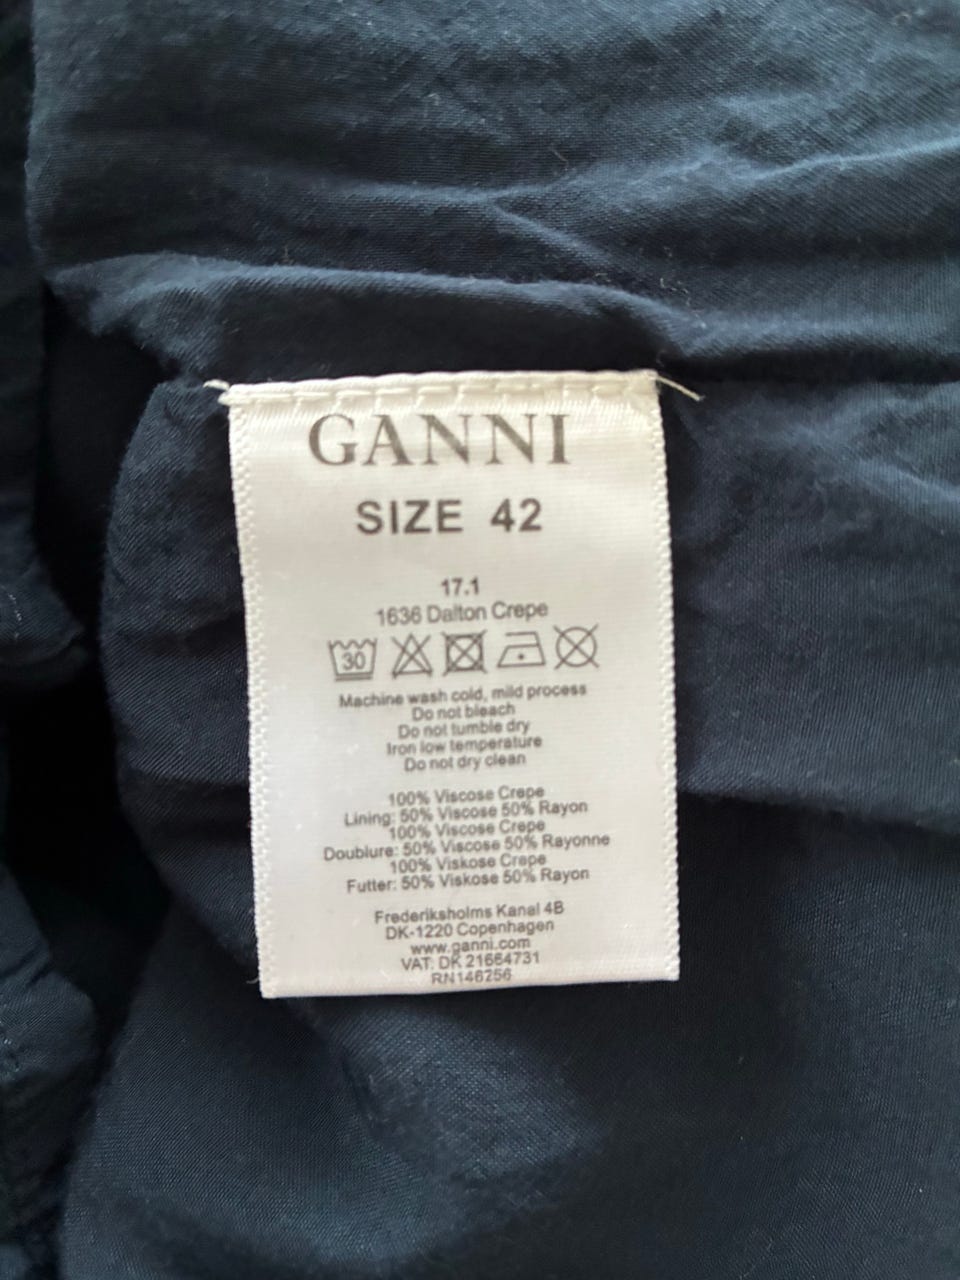 GANNI
SIZE 42
17.1
1636 Dalton Crepe
30
Machine wash cold, mild process
Do not bleach
Do not tumble dry
Iron low temperature
Do not dry clean
100% Viscose Crepe
Lining: 50% Viscose 50% Rayon
100% Viscose Crepe
Doublure: 50% Viscose 50% Rayonne
100% Viskose Crepe
Futter: 50% Viskose 50% Rayon
Frederiksholms Kanal 4B
DK-1220 Copenhagen
www.ganni.com
VAT: DK 21664731
RN146256